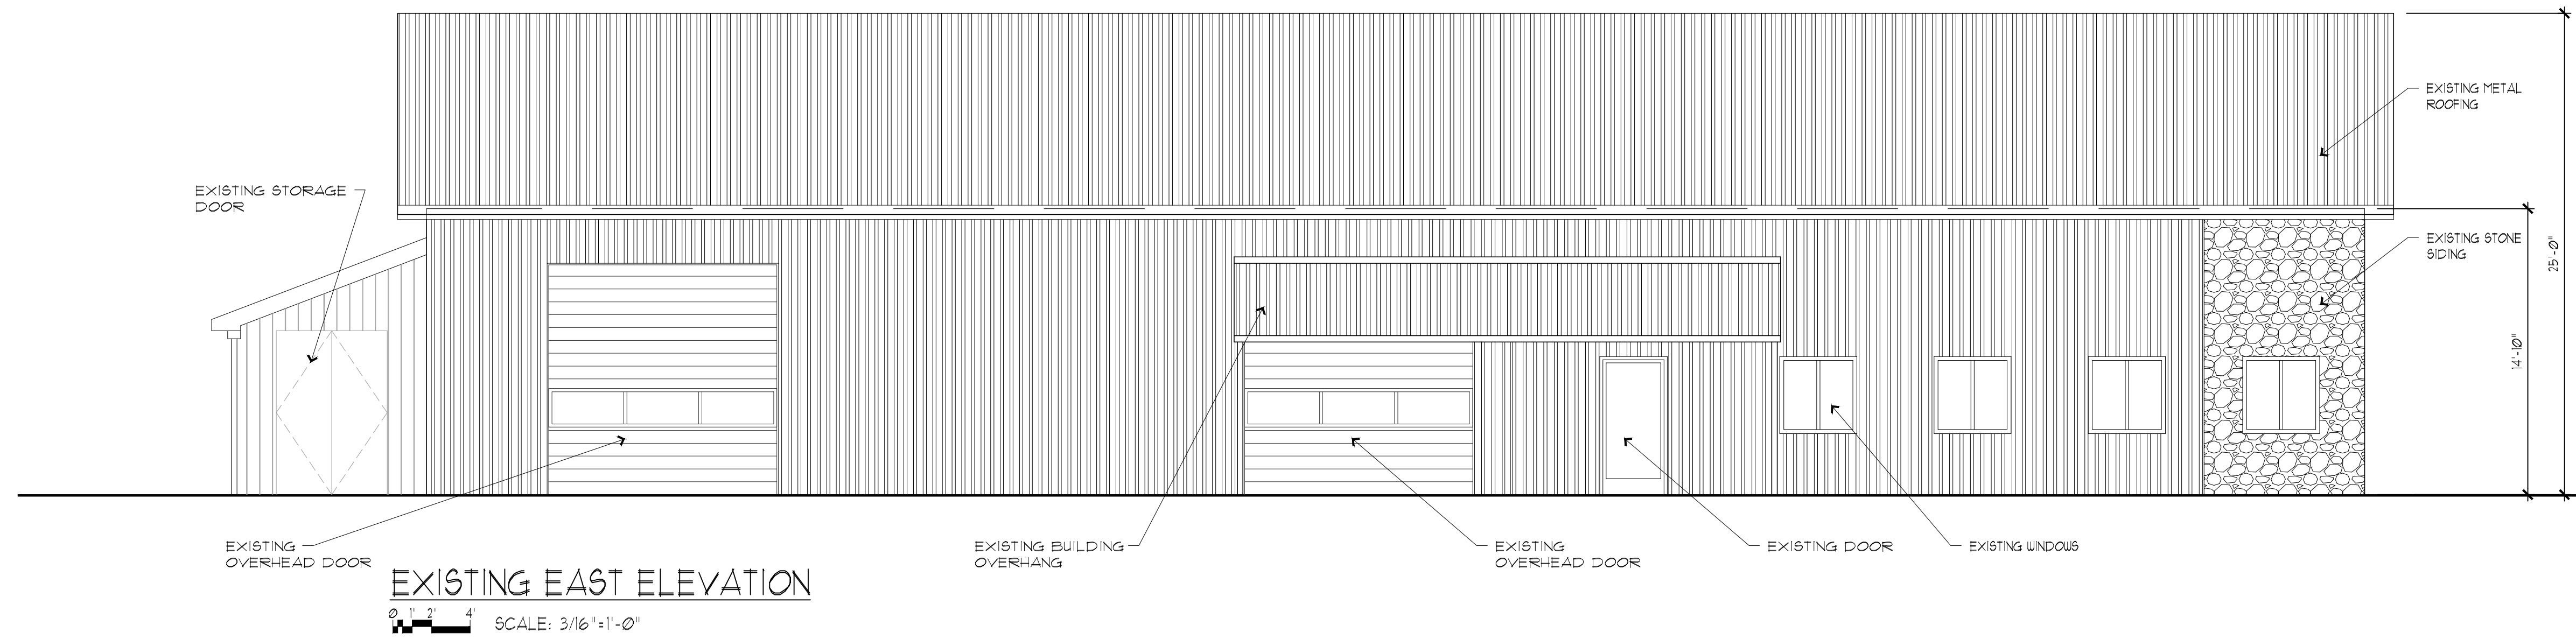 EXISTING METAL
ROOFING
EXISTING STORAGE
DOOR
EXISTING STONE
SIDING
25'-0"
14'-10"
EXISTING
OVERHEAD DOOR
EXISTING BUILDING
OVERHANG
EXISTING
OVERHEAD DOOR
EXISTING DOOR
EXISTING WINDOWS
EXISTING EAST ELEVATION
0 1' 2' 4'
SCALE: 3/16"=1'-0"